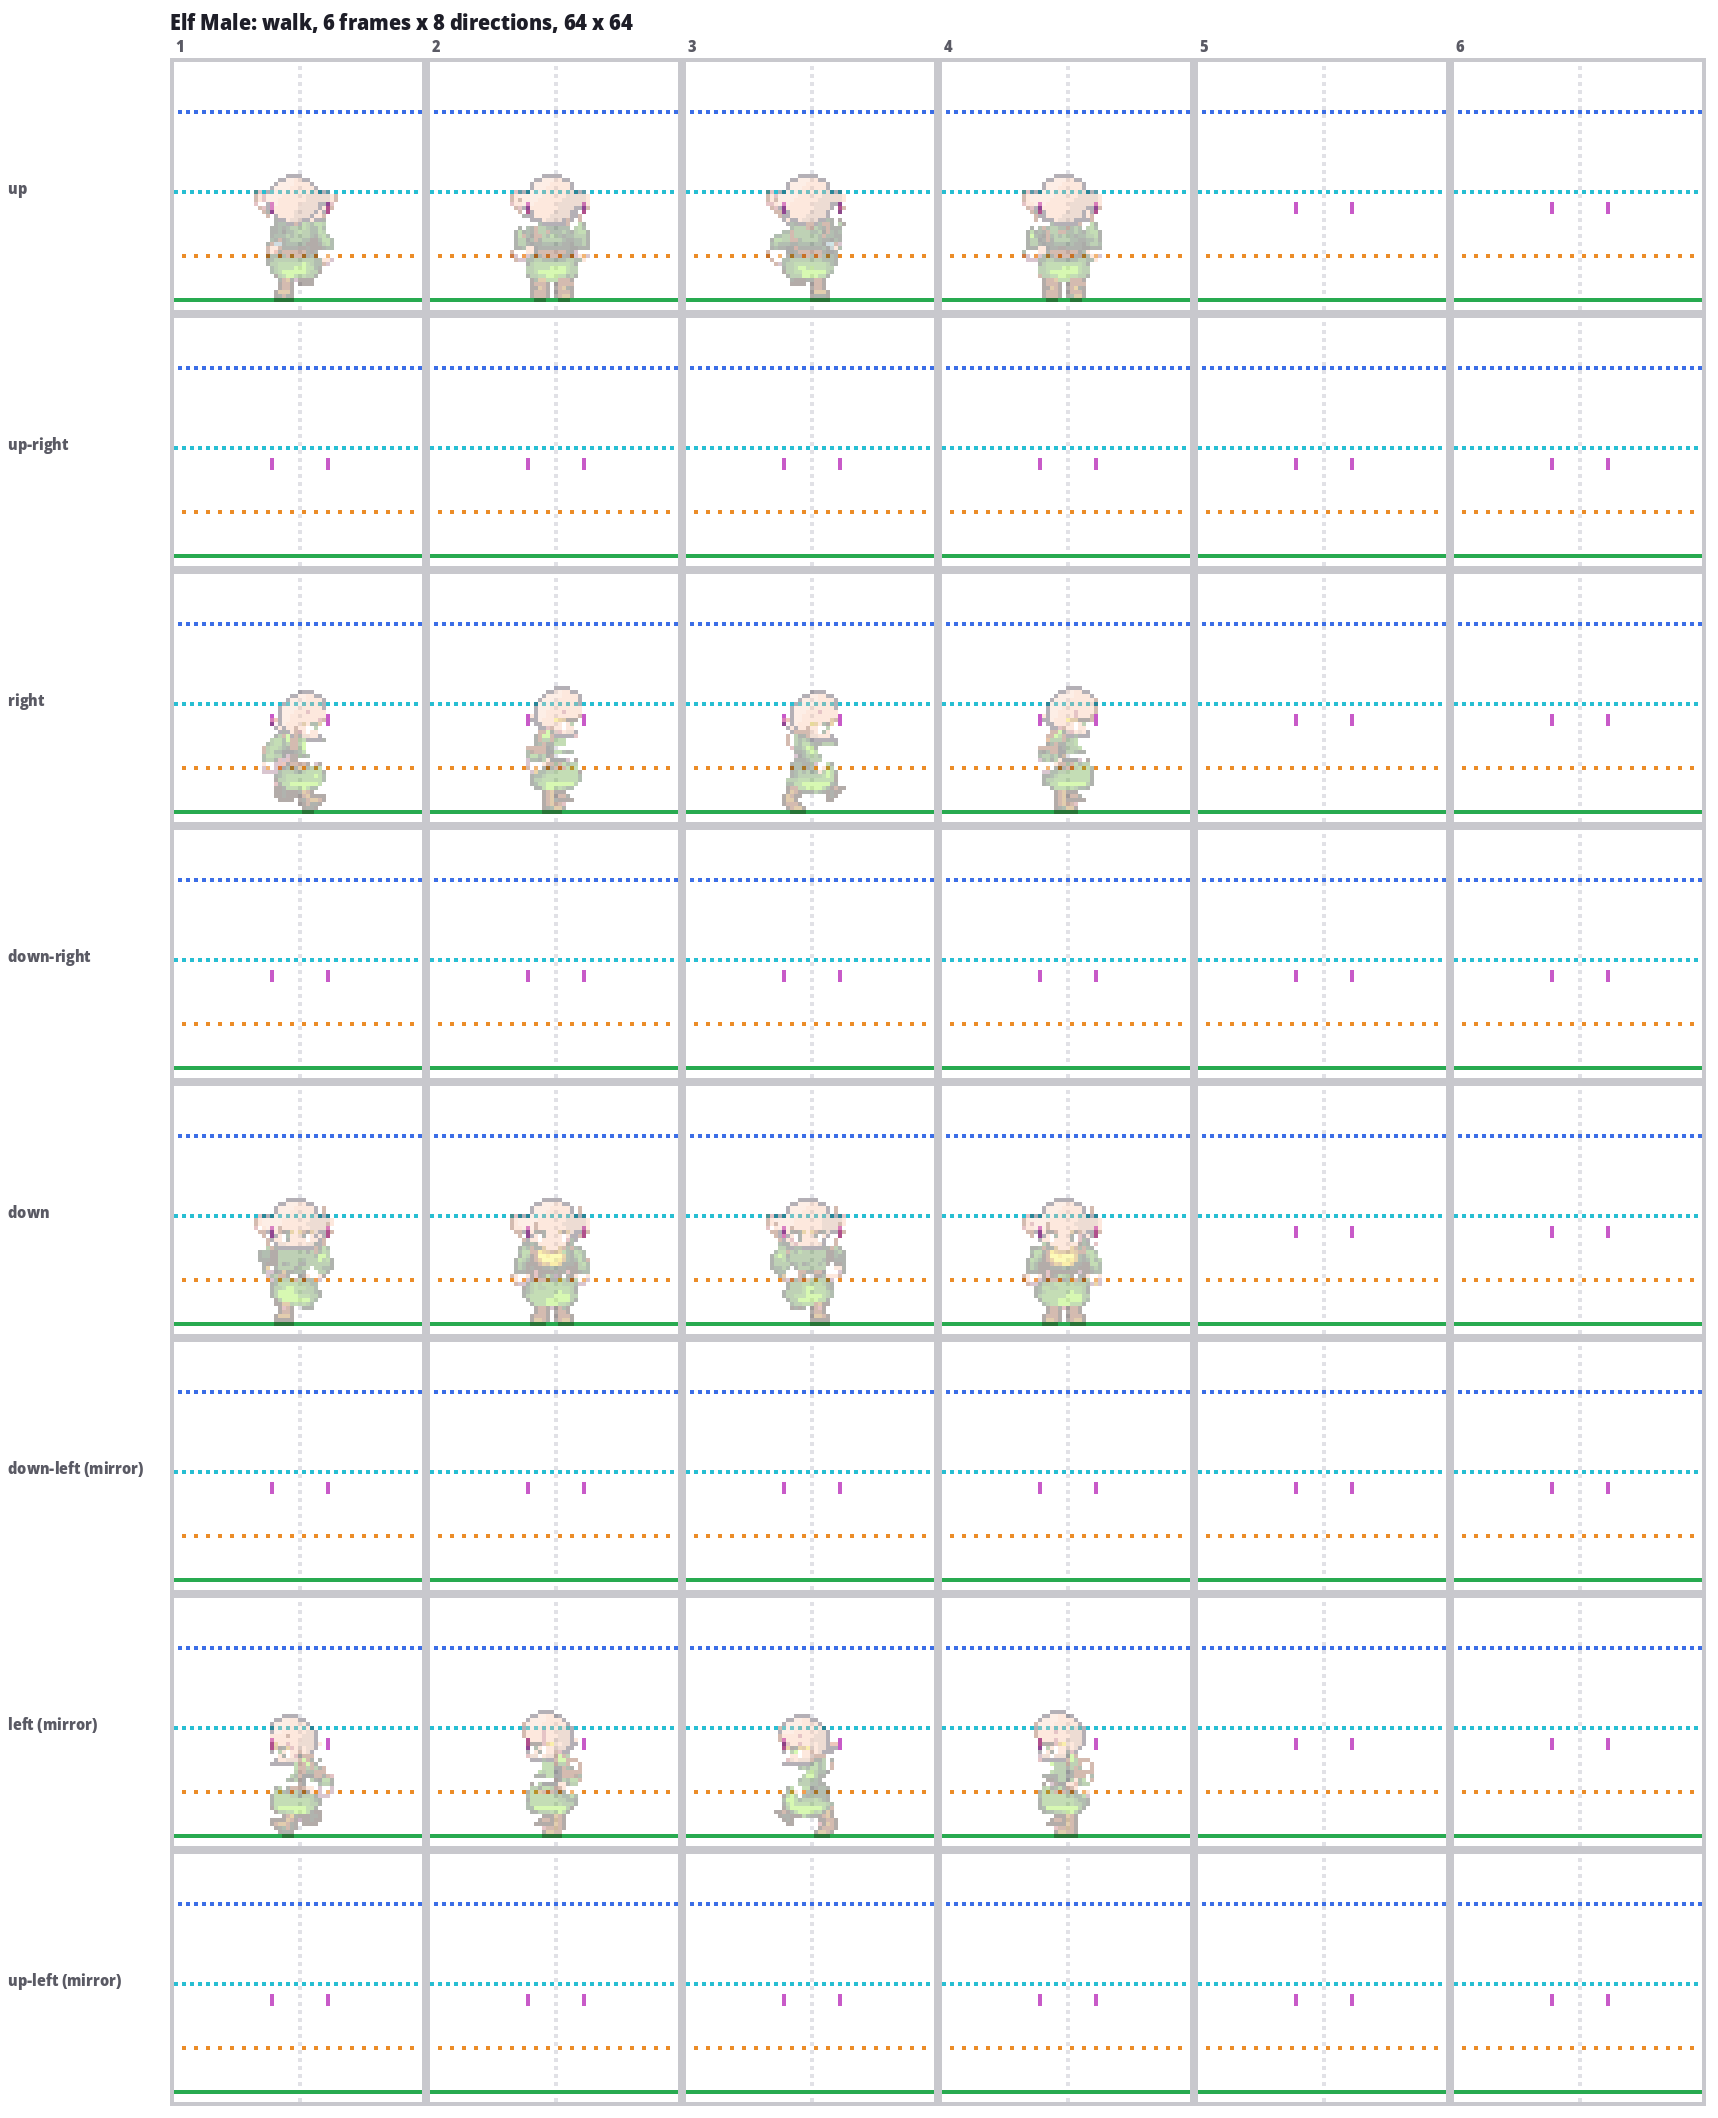 Elf Male: walk, 6 frames x 8 directions, 64 x 64
1 2 3 4 5 6
up
up-right
right
down-right
down
down-left (mirror)
left (mirror)
up-left (mirror)